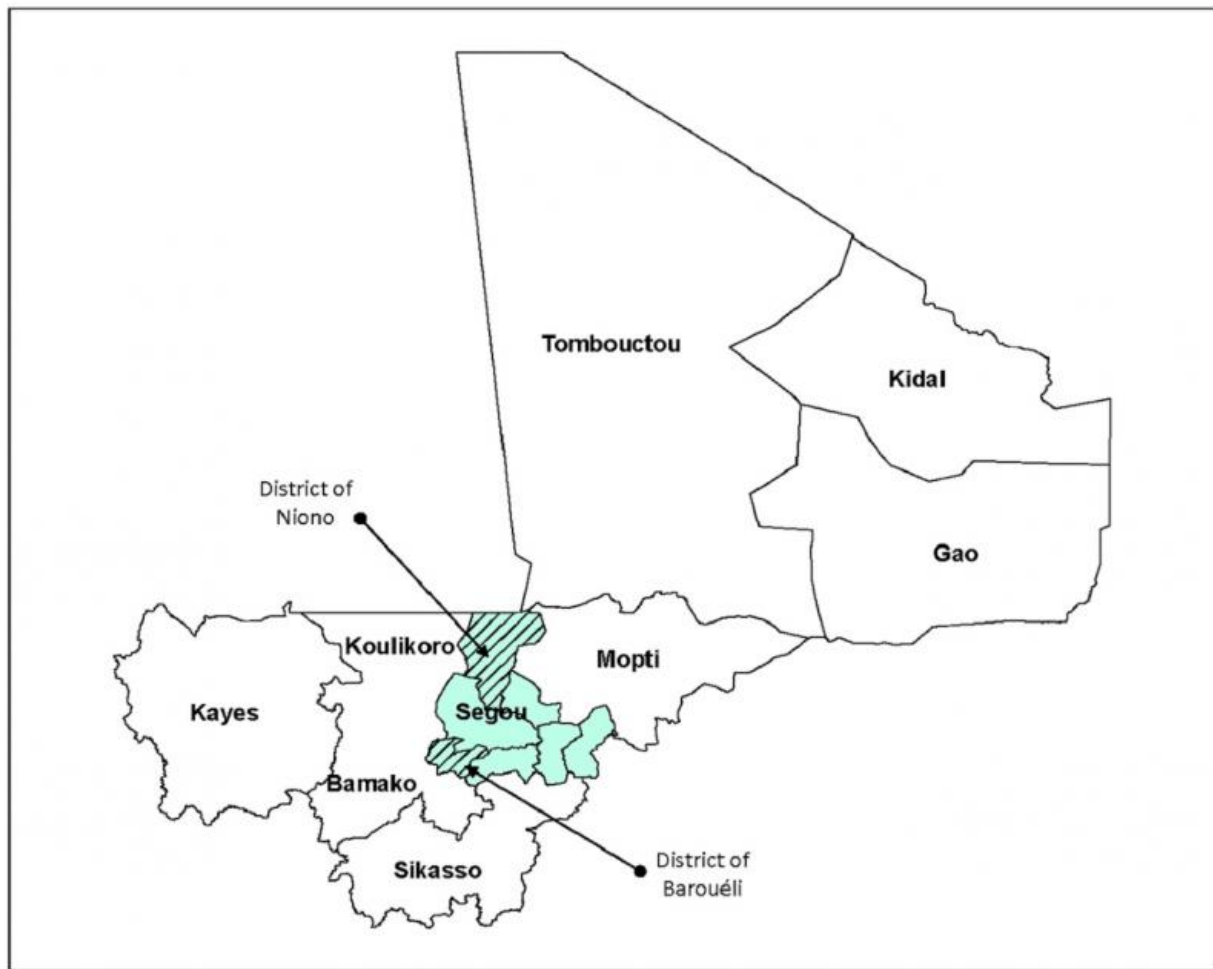 Tombouctou
Kidal
District of
Niono
Gao
Koulikoro
Mopti
Kayes
Segou
Bamako
Sikasso
District of
Barouéli